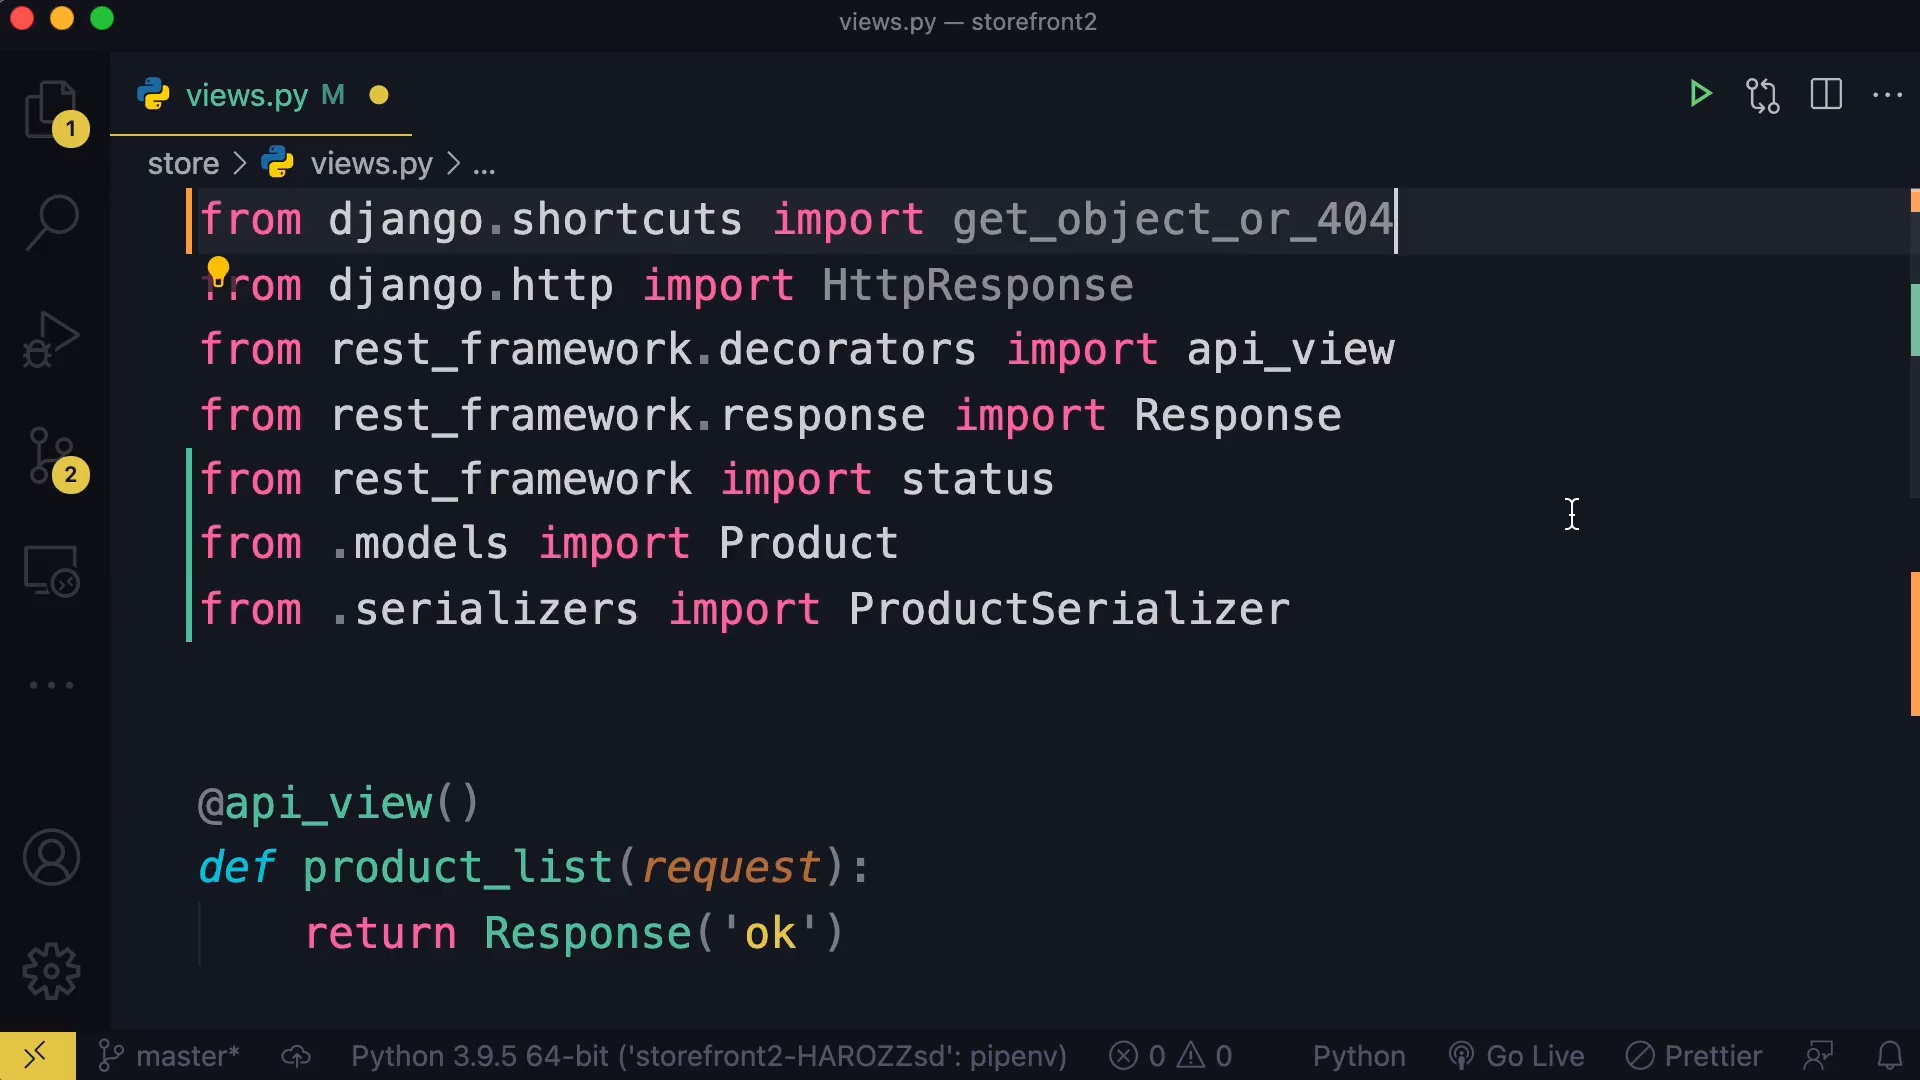 views.py — storefront2
views.py M
store > views.py > ...
from django.shortcuts import get_object_or_404
from django.http import HttpResponse
from rest_framework.decorators import api_view
from rest_framework.response import Response
from rest_framework import status
from .models import Product
from .serializers import ProductSerializer
@api_view()
def product_list(request):
return Response('ok')
1
2
master* Python 3.9.5 64-bit ('storefront2-HAROZZsd': pipenv) 0 0 Python Go Live Prettier